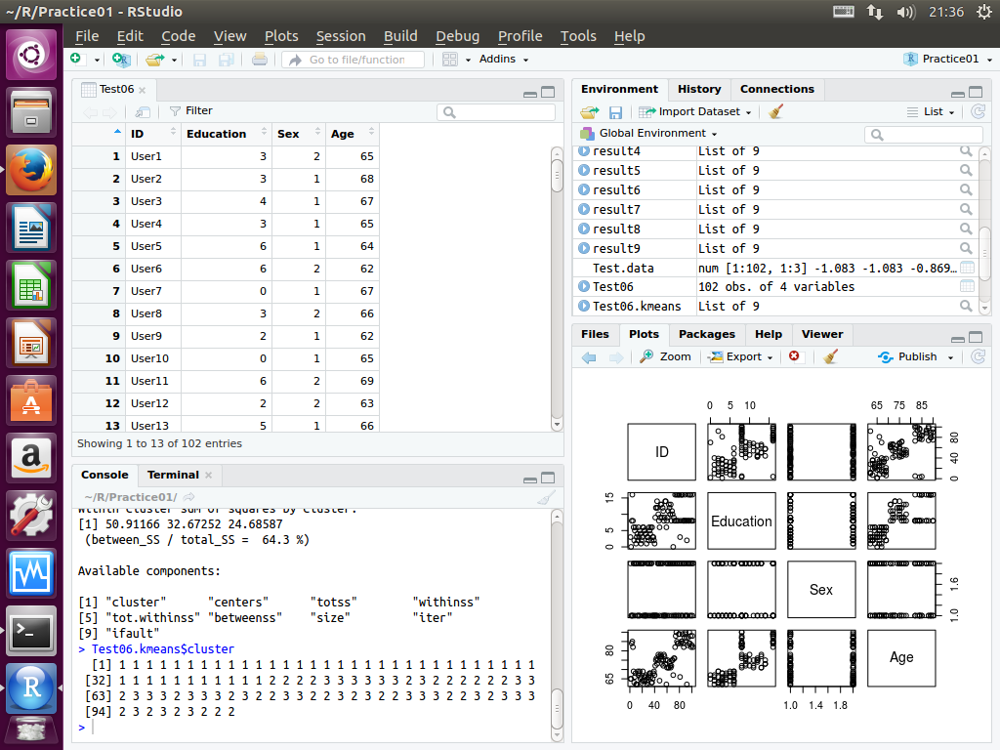 ~/R/Practice01 - RStudio
21:36
File Edit Code View Plots Session Build Debug Profile Tools Help
Go to file/function
Addins
Practice01
Test06
Filter
ID Education Sex Age
1 User1 3 2 65
2 User2 3 1 68
3 User3 4 1 67
4 User4 3 1 65
5 User5 6 1 64
6 User6 6 2 62
7 User7 0 1 67
8 User8 3 2 66
9 User9 2 1 62
10 User10 0 1 65
11 User11 6 2 69
12 User12 2 2 63
13 User13 5 1 66
Showing 1 to 13 of 102 entries
Console Terminal
~/R/Practice01/
Within cluster sum of squares by cluster:
[1] 50.91166 32.67252 24.68587
(between_SS / total_SS = 64.3 %)
Available components:
[1] "cluster" "centers" "totss" "withinss"
[5] "tot.withinss" "betweenss" "size" "iter"
[9] "ifault"
> Test06.kmeans$cluster
[1] 1 1 1 1 1 1 1 1 1 1 1 1 1 1 1 1 1 1 1 1 1 1 1 1 1 1 1 1 1 1 1
[32] 1 1 1 1 1 1 1 1 1 1 1 2 2 2 2 3 3 3 3 3 3 2 3 2 2 2 2 2 2 3 3
[63] 2 3 3 3 2 3 3 3 2 3 2 2 3 3 2 2 3 2 3 2 2 3 3 3 2 2 3 2 3 3 3
[94] 2 3 2 3 2 3 2 2 2
>
Environment History Connections
Import Dataset
List
Global Environment
result4 List of 9
result5 List of 9
result6 List of 9
result7 List of 9
result8 List of 9
result9 List of 9
Test.data num [1:102, 1:3] -1.083 -1.083 -0.869…
Test06 102 obs. of 4 variables
Test06.kmeans List of 9
Files Plots Packages Help Viewer
Zoom Export Publish
0 5 10
65 75 85
ID
0 40 80
0 5 15
Education
Sex
1.0 1.6
65 80
Age
0 40 80
1.0 1.4 1.8